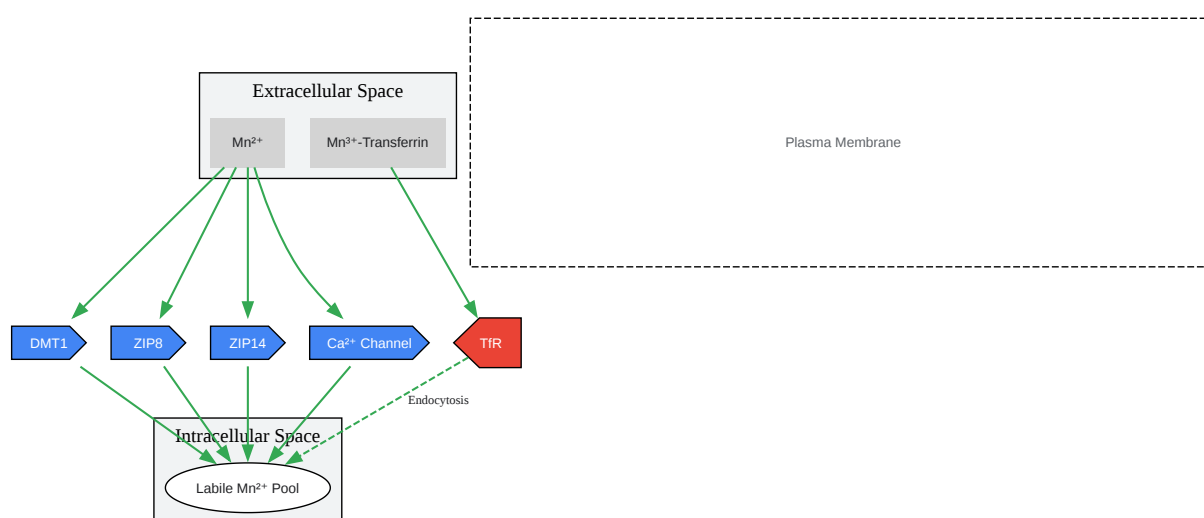 Extracellular Space
Mn²⁺
Mn³⁺-Transferrin
Plasma Membrane
DMT1
ZIP8
ZIP14
Ca²⁺ Channel
TfR
Endocytosis
Intracellular Space
Labile Mn²⁺ Pool